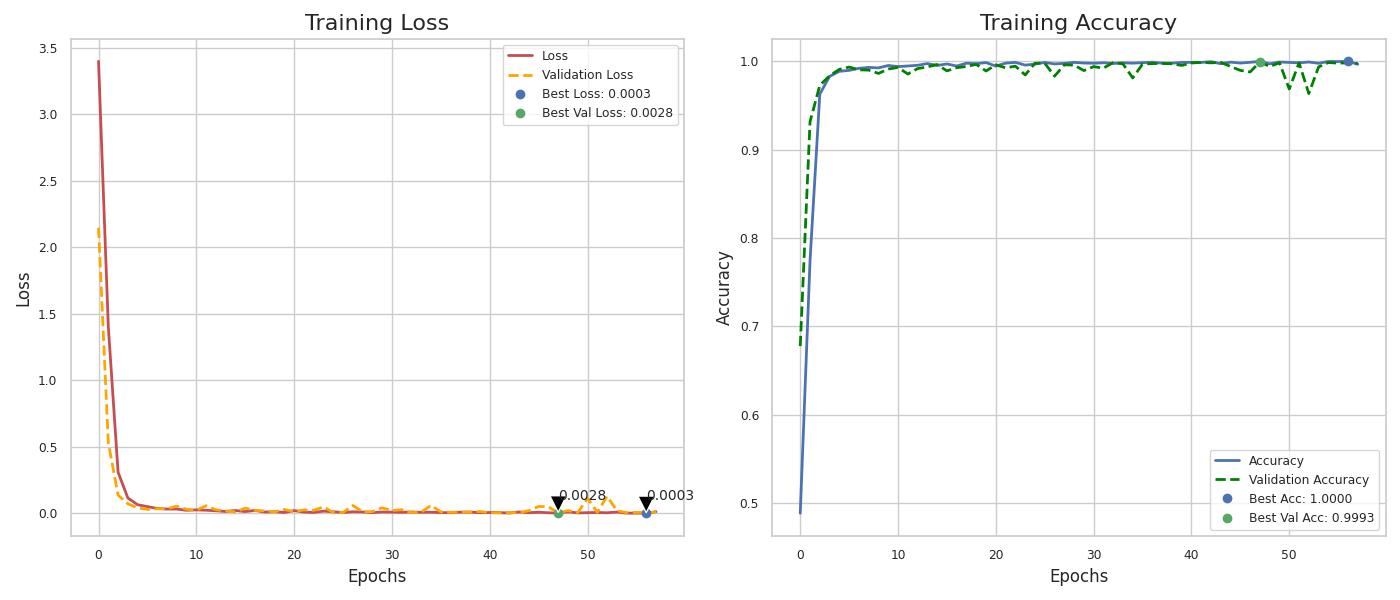 Training Loss
Loss
Validation Loss
Best Loss: 0.0003
Best Val Loss: 0.0028
3.5
3.0
2.5
2.0
1.5
1.0
0.5
0.0
0.0028
0.0003
0
10
20
30
40
50
Loss
Epochs
Training Accuracy
1.0
0.9
0.8
0.7
0.6
0.5
Accuracy
Validation Accuracy
Best Acc: 1.0000
Best Val Acc: 0.9993
0
10
20
30
40
50
Accuracy
Epochs